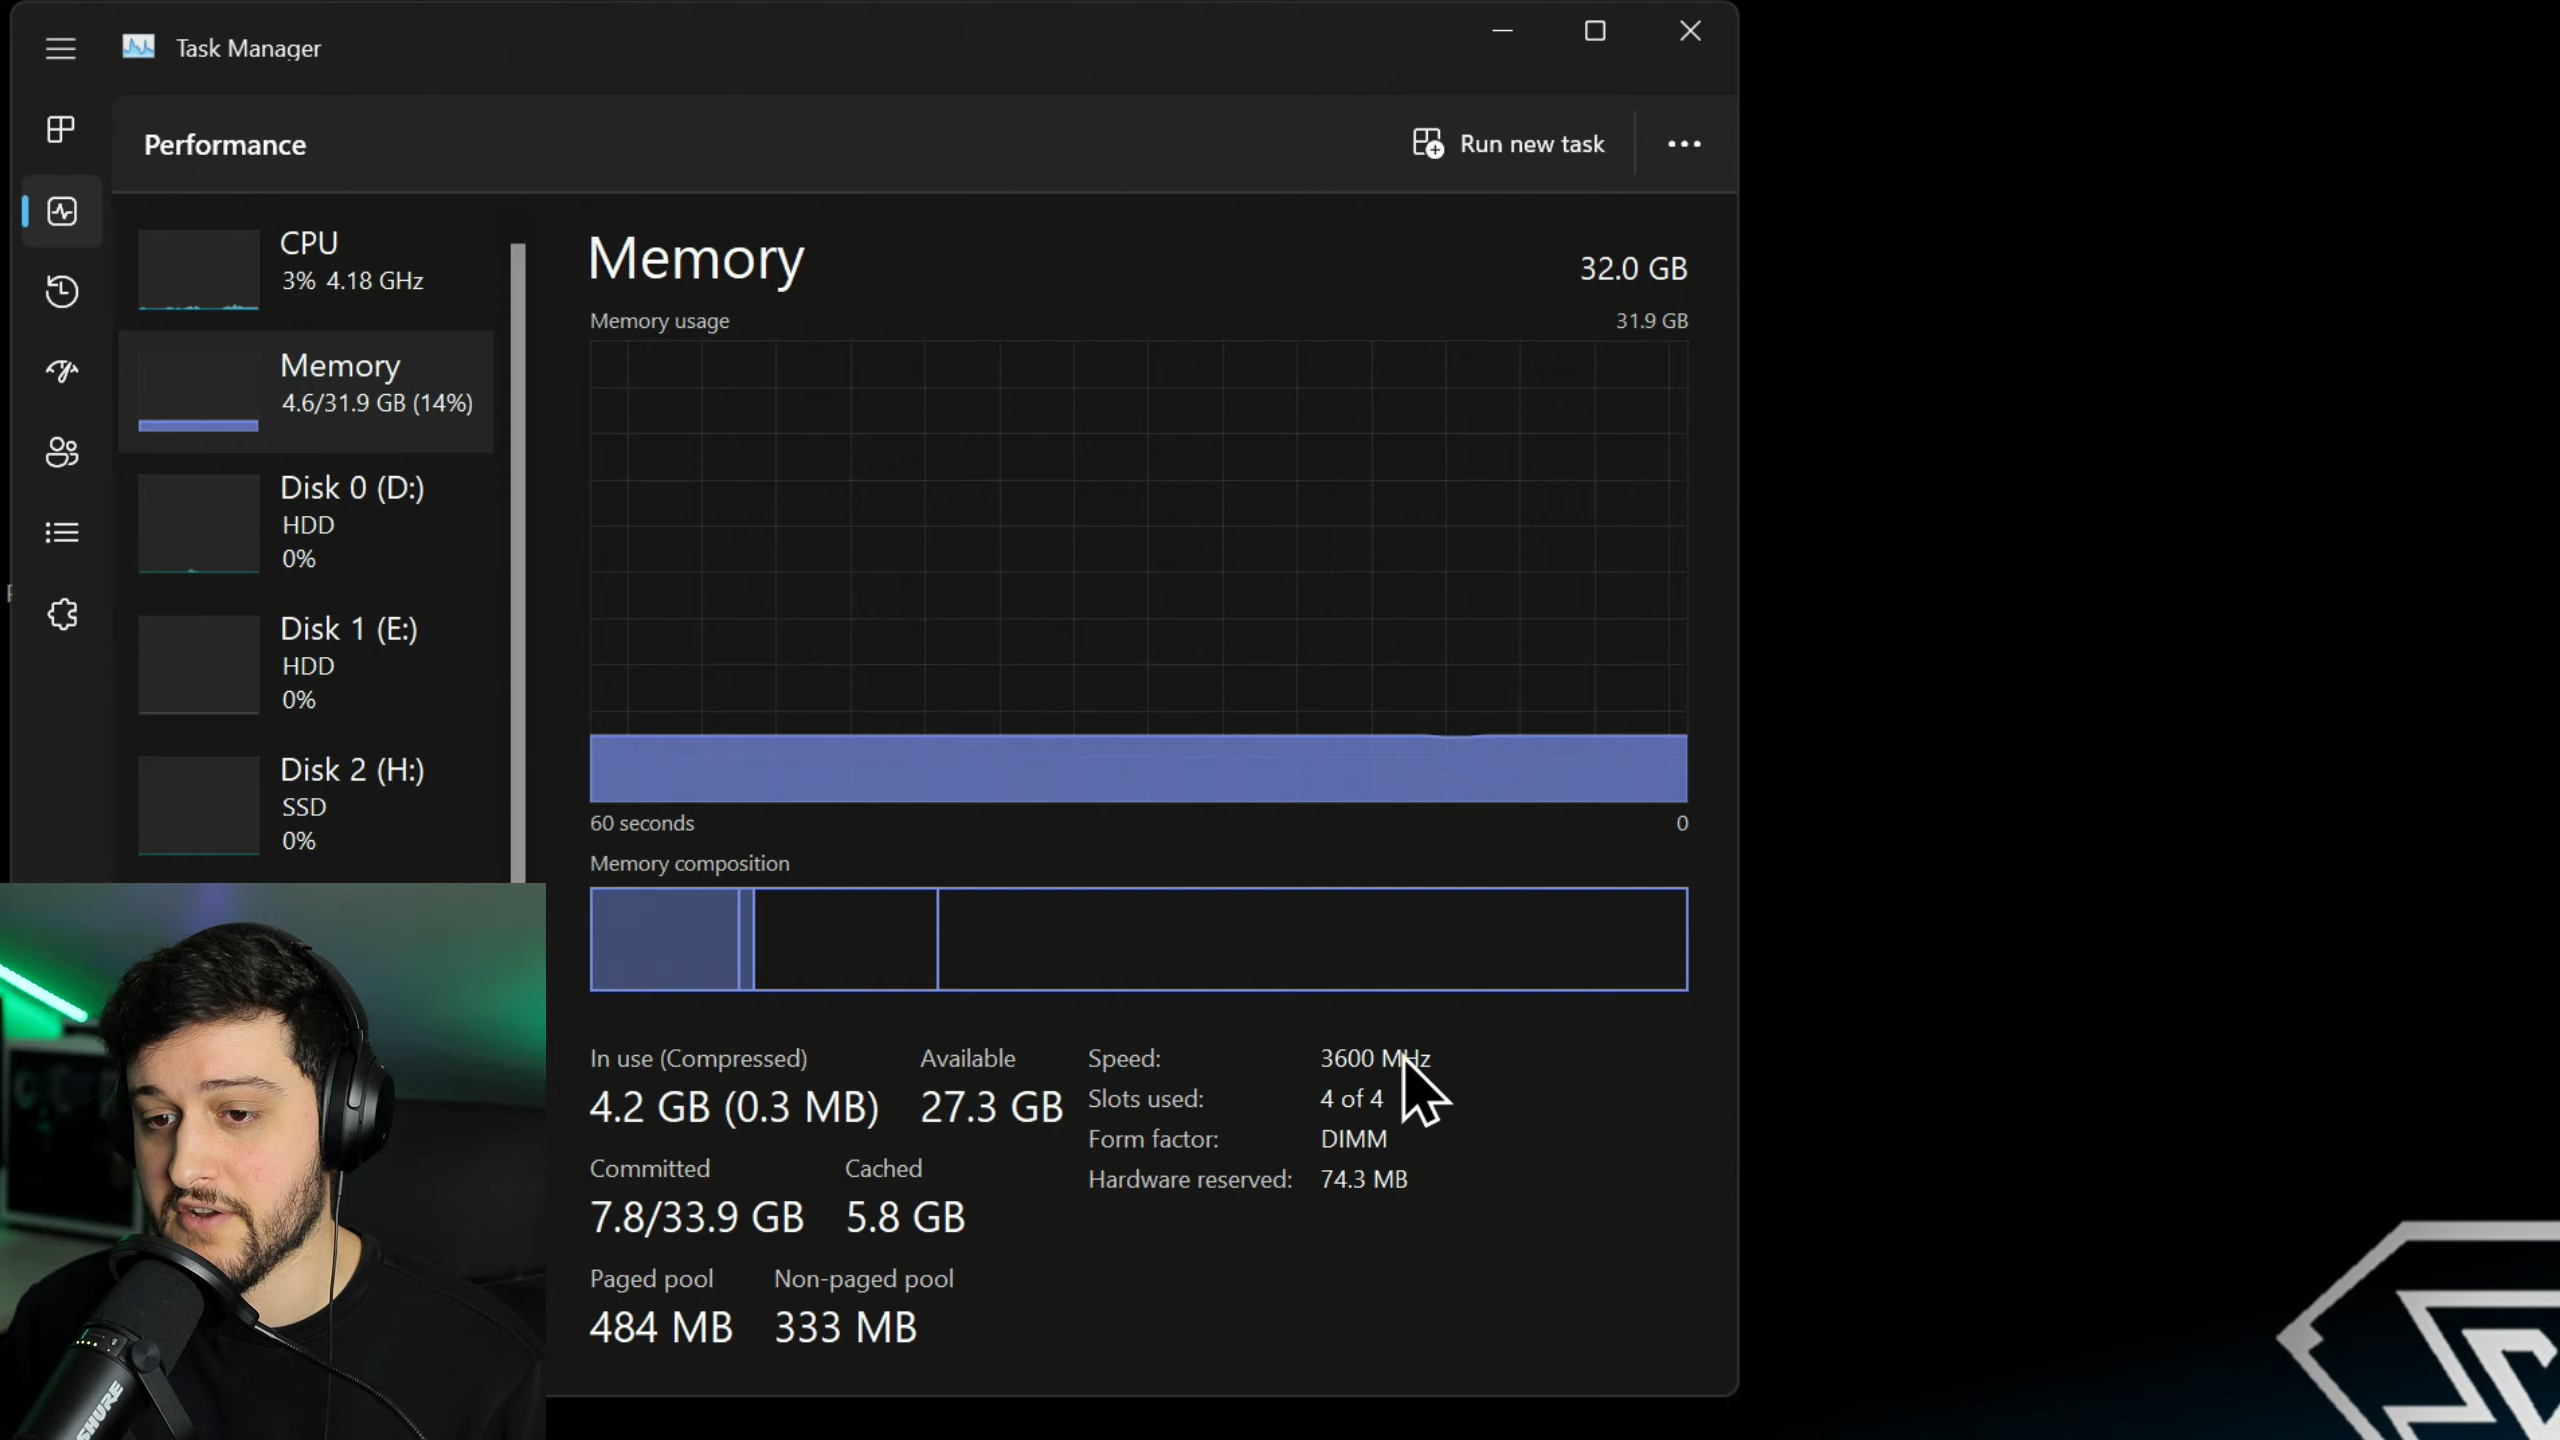 Task Manager
Performance
Run new task
CPU
3% 4.18 GHz
Memory
4.6/31.9 GB (14%)
Disk 0 (D:)
HDD
0%
Disk 1 (E:)
HDD
0%
Disk 2 (H:)
SSD
0%
Memory
32.0 GB
Memory usage
31.9 GB
60 seconds
0
Memory composition
In use (Compressed)
4.2 GB (0.3 MB)
Available
27.3 GB
Committed
7.8/33.9 GB
Cached
5.8 GB
Paged pool
484 MB
Non-paged pool
333 MB
Speed: 3600 MHz
Slots used: 4 of 4
Form factor: DIMM
Hardware reserved: 74.3 MB
SHURE